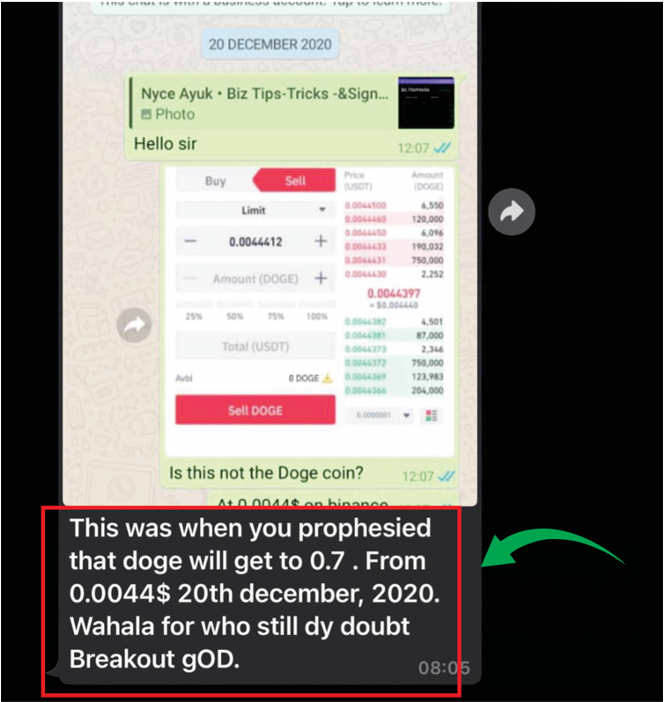 This chat is with a business account. Tap to learn more.
20 DECEMBER 2020
Nyce Ayuk • Biz Tips-Tricks -&Sign...
Photo
Hello sir
12:07
Buy
Sell
Limit
0.0044412
Amount (DOGE)
25% 50% 75% 100%
Total (USDT)
Avbl 0 DOGE
Sell DOGE
Price Amount
(USDT) (DOGE)
0.0044500 6,550
0.0044460 120,000
0.0044450 6,096
0.0044433 190,032
0.0044431 750,000
0.0044430 2,252
0.0044397
≈ $0.004440
0.0044382 4,501
0.0044381 87,000
0.0044373 2,346
0.0044372 750,000
0.0044369 123,983
0.0044366 204,000
0.0000001
Is this not the Doge coin?
12:07
At 0.0044$ on binance
This was when you prophesied
that doge will get to 0.7 . From
0.0044$ 20th december, 2020.
Wahala for who still dy doubt
Breakout gOD.
08:05